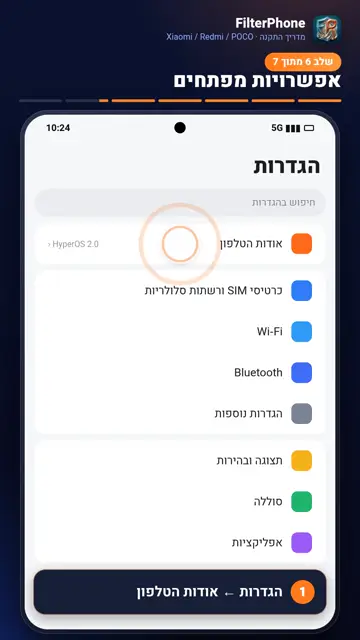 FilterPhone
מדריך התקנה · Xiaomi / Redmi / POCO
שלב 6 מתוך 7
אפשרויות מפתחים
10:24
5G
הגדרות
חיפוש בהגדרות
אודות הטלפון
HyperOS 2.0 ‹
כרטיסי SIM ורשתות סלולריות
Wi-Fi
Bluetooth
הגדרות נוספות
תצוגה ובהירות
סוללה
אפליקציות
1
הגדרות ← אודות הטלפון